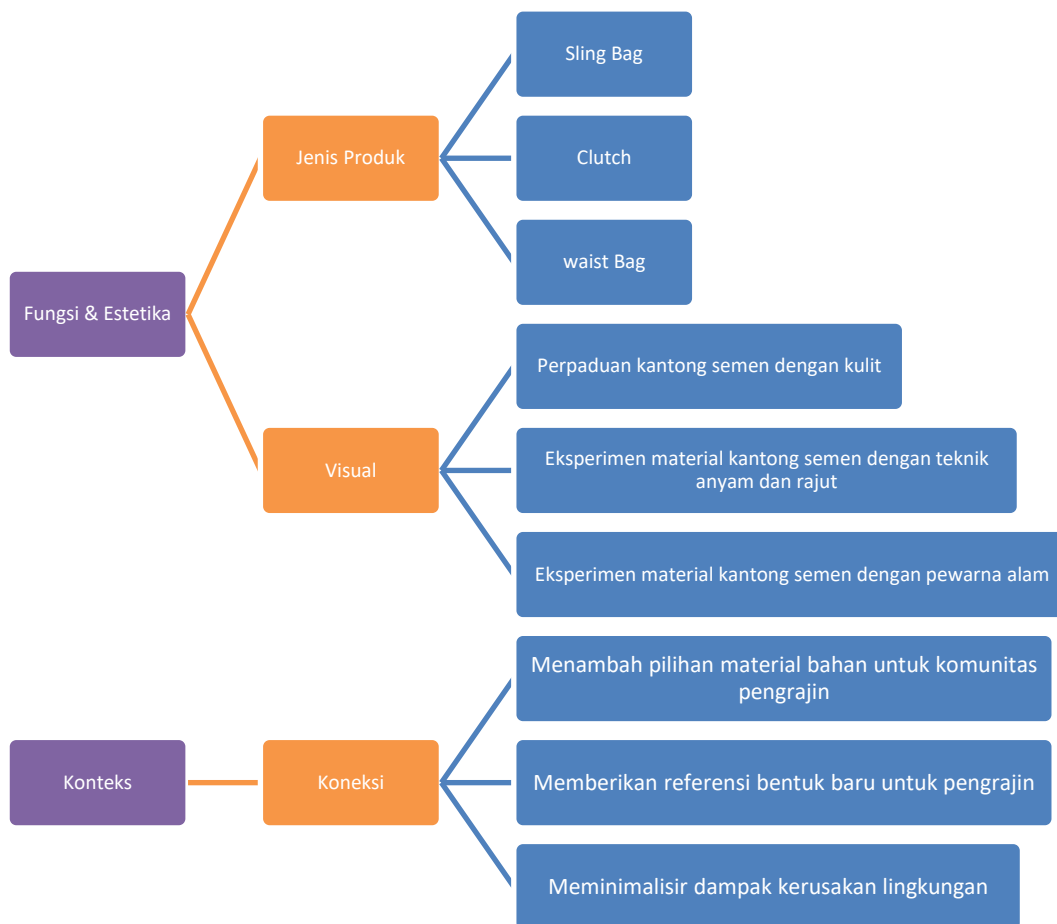 Fungsi & Estetika
Jenis Produk
Sling Bag
Clutch
waist Bag
Visual
Perpaduan kantong semen dengan kulit
Eksperimen material kantong semen dengan teknik
anyam dan rajut
Eksperimen material kantong semen dengan pewarna alam
Konteks
Koneksi
Menambah pilihan material bahan untuk komunitas
pengrajin
Memberikan referensi bentuk baru untuk pengrajin
Meminimalisir dampak kerusakan lingkungan